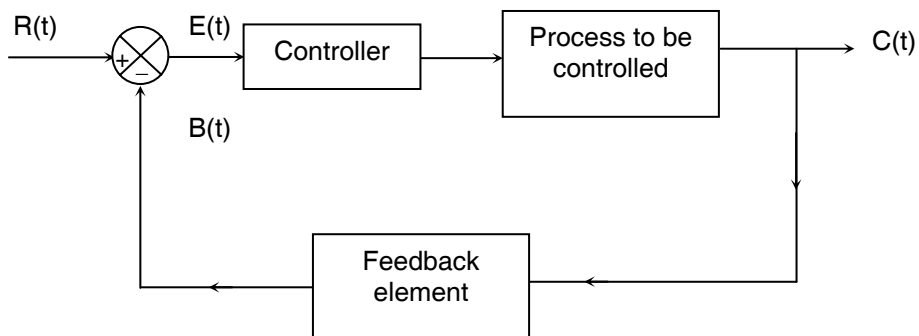 R(t)
E(t)
Controller
Process to be
controlled
C(t)
+
−
B(t)
Feedback
element